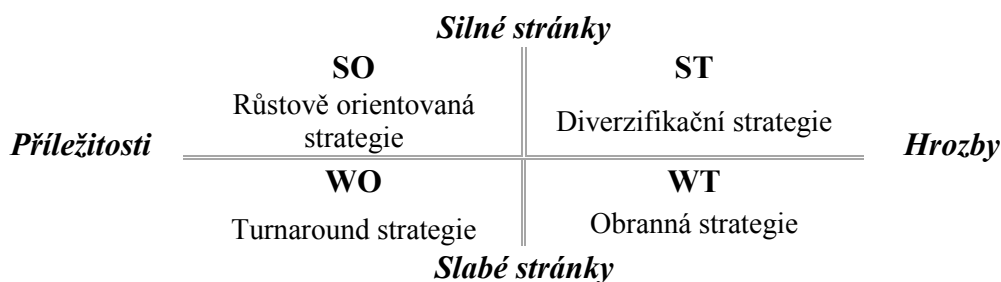 Silné stránky
SO
Růstově orientovaná
strategie
ST
Diverzifikační strategie
Příležitosti
Hrozby
WO
Turnaround strategie
WT
Obranná strategie
Slabé stránky